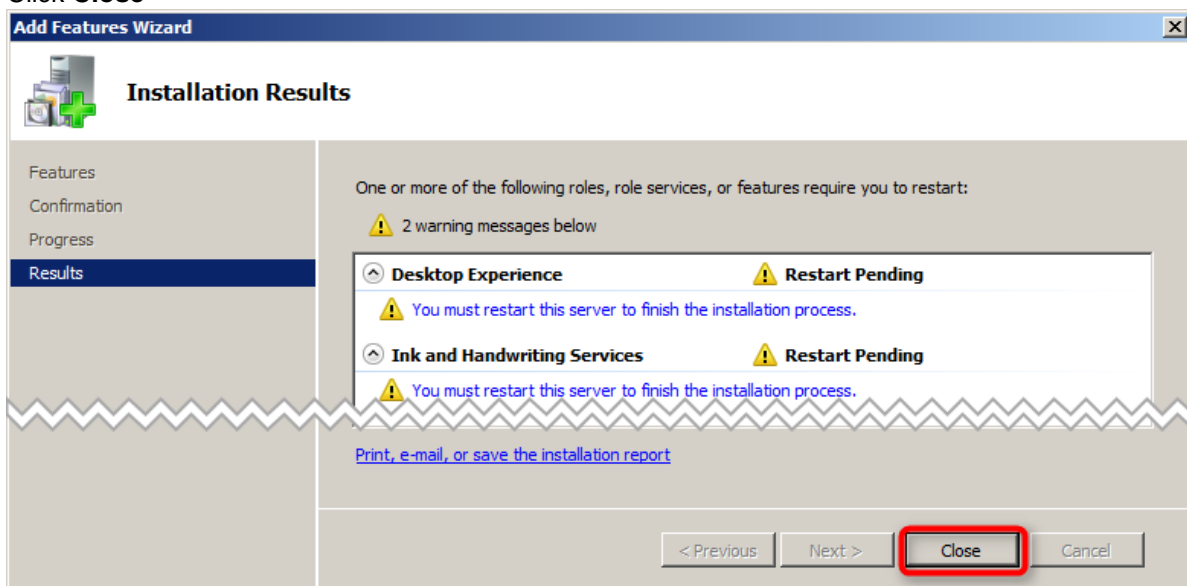 Click Close
Add Features Wizard
Installation Results
Features
Confirmation
Progress
Results
One or more of the following roles, role services, or features require you to restart:
2 warning messages below
Desktop Experience Restart Pending
You must restart this server to finish the installation process.
Ink and Handwriting Services Restart Pending
You must restart this server to finish the installation process.
Print, e-mail, or save the installation report
< Previous Next > Close Cancel